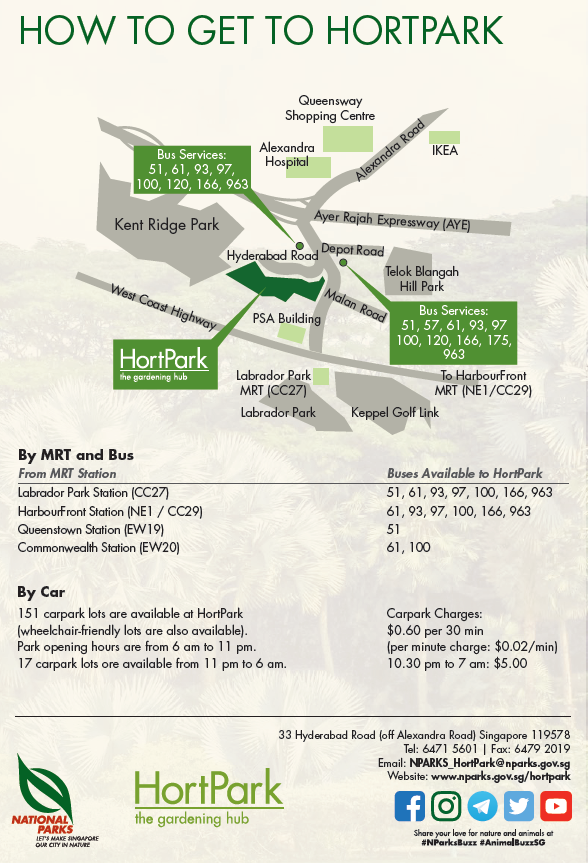 HOW TO GET TO HORTPARK
Queensway
Shopping Centre
Alexandra Road
IKEA
Alexandra
Hospital
Bus Services:
51, 61, 93, 97,
100, 120, 166, 963
Kent Ridge Park
Ayer Rajah Expressway (AYE)
Hyderabad Road
Depot Road
Telok Blangah
Hill Park
West Coast Highway
Malan Road
PSA Building
Bus Services:
51, 57, 61, 93, 97
100, 120, 166, 175,
963
HortPark
the gardening hub
Labrador Park
MRT (CC27)
To HarbourFront
MRT (NE1/CC29)
Labrador Park
Keppel Golf Link
By MRT and Bus
From MRT Station Buses Available to HortPark
Labrador Park Station (CC27) 51, 61, 93, 97, 100, 166, 963
HarbourFront Station (NE1 / CC29) 61, 93, 97, 100, 166, 963
Queenstown Station (EW19) 51
Commonwealth Station (EW20) 61, 100
By Car
151 carpark lots are available at HortPark
(wheelchair-friendly lots are also available).
Park opening hours are from 6 am to 11 pm.
17 carpark lots ore available from 11 pm to 6 am.
Carpark Charges:
$0.60 per 30 min
(per minute charge: $0.02/min)
10.30 pm to 7 am: $5.00
33 Hyderabad Road (off Alexandra Road) Singapore 119578
Tel: 6471 5601 | Fax: 6479 2019
Email: NPARKS_HortPark@nparks.gov.sg
Website: www.nparks.gov.sg/hortpark
NATIONAL
PARKS
LET'S MAKE SINGAPORE
OUR CITY IN NATURE
HortPark
the gardening hub
Share your love for nature and animals at
#NParksBuzz #AnimalBuzzSG